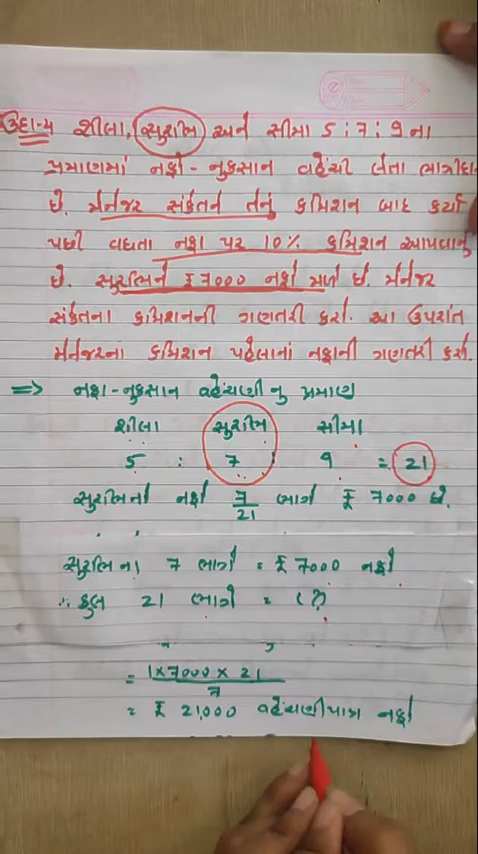 ઉદા-૪ શીલા, સુરભિ અને સીમા 5 : 7 : 9 ના
પ્રમાણમાં નફો-નુકસાન વહેંચી લેતા ભાગીદા
છે. મેનેજર સંકેતને તેનું કમિશન બાદ કર્યા
પછી વધતા નફા પર 10% કમિશન આપવાનું
છે. સુરભિને ₹ 7000 નફો મળે છે. મેનેજર
સંકેતના કમિશનની ગણતરી કરો. આ ઉપરાંત
મેનેજરના કમિશન પહેલાનાં નફાની ગણતરી કરો.
=> નફા-નુકસાન વહેંચણીનુ પ્રમાણ
શીલા સુરભિ સીમા
5 : 7 : 9 = 21
સુરભિનો નફો 7/21 ભાગે ₹ 7000 છે.
સુરભિના 7 ભાગે = ₹ 7000 નફો
∴ કુલ 21 ભાગે = (?)
= 1×7000 × 21 / 7
= ₹ 21,000 વહેંચણીપાત્ર નફો